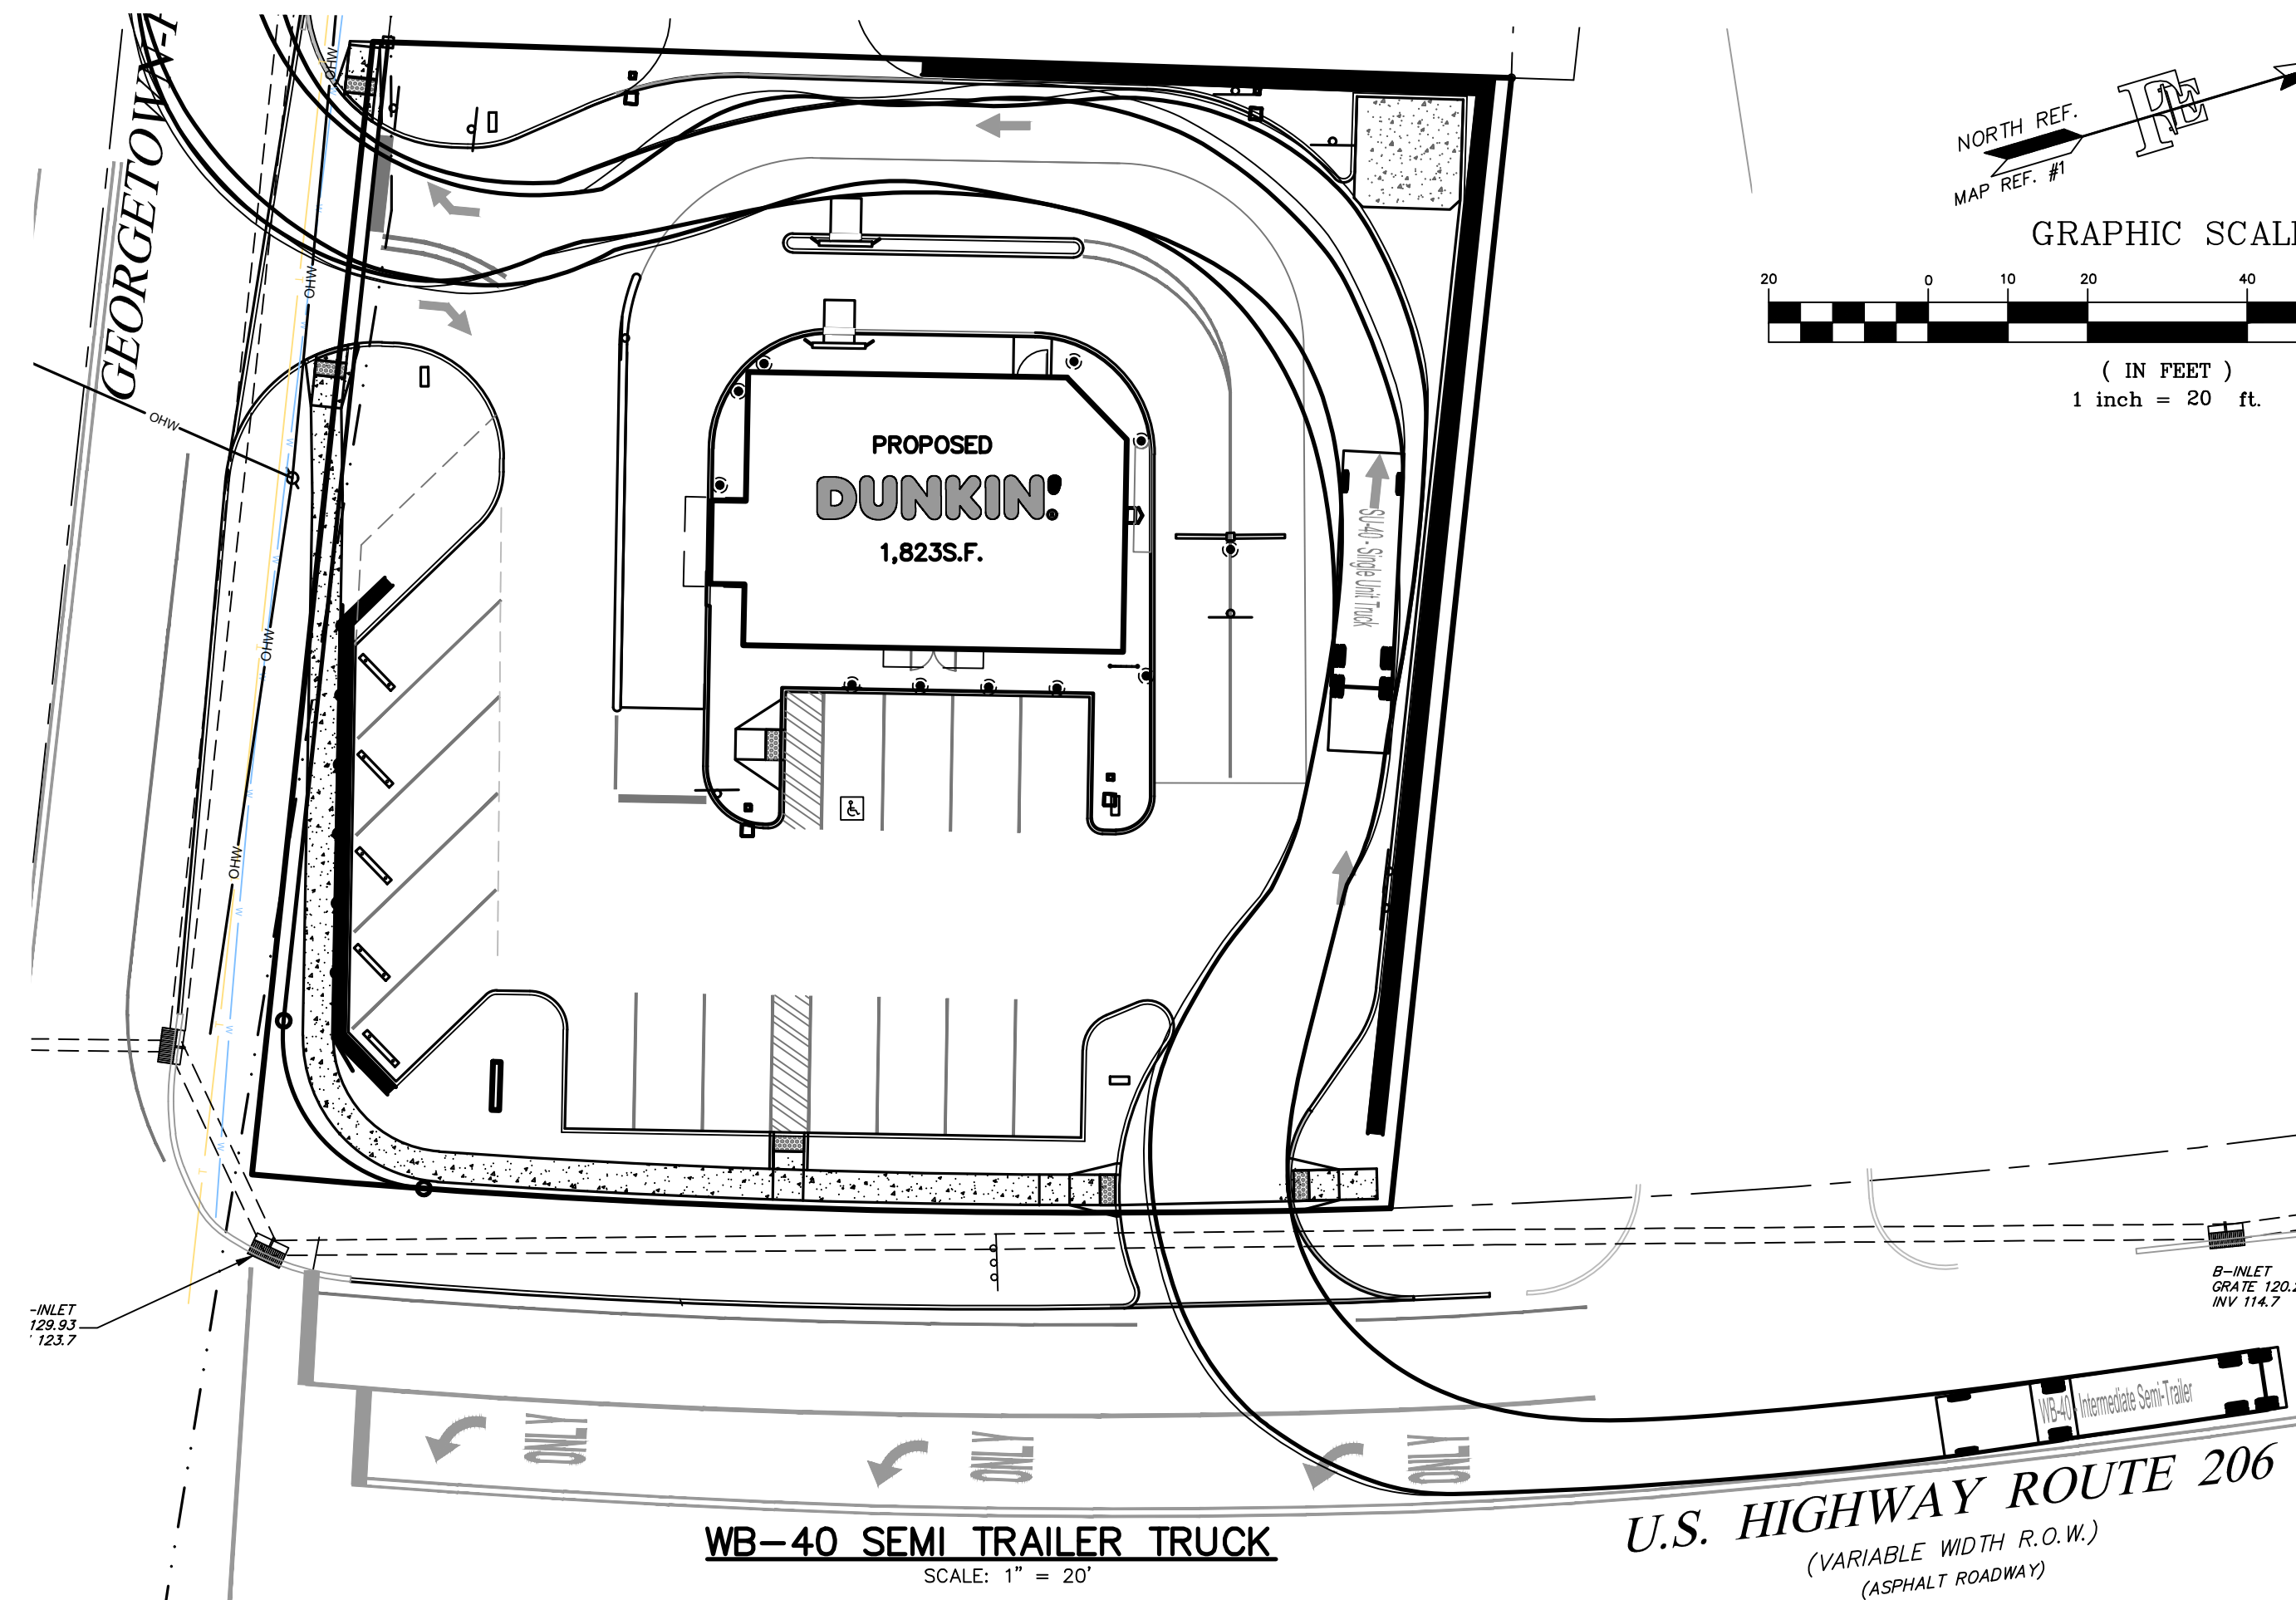 GEORGETOWN-
OHW
OHW
OHW
OHW
OHW
W
W
W
W
W
W
W
T
T
NORTH REF.
MAP REF. #1
GRAPHIC SCALE
20 0 10 20 40
( IN FEET )
1 inch = 20 ft.
PROPOSED
DUNKIN'
1,823S.F.
SU-40 - Single Unit Truck
-INLET
129.93
123.7
B-INLET
GRATE 120.2
INV 114.7
ONLY
ONLY
ONLY
WB-40 - Intermediate Semi-Trailer
U.S. HIGHWAY ROUTE 206
(VARIABLE WIDTH R.O.W.)
(ASPHALT ROADWAY)
WB-40 SEMI TRAILER TRUCK
SCALE: 1" = 20'